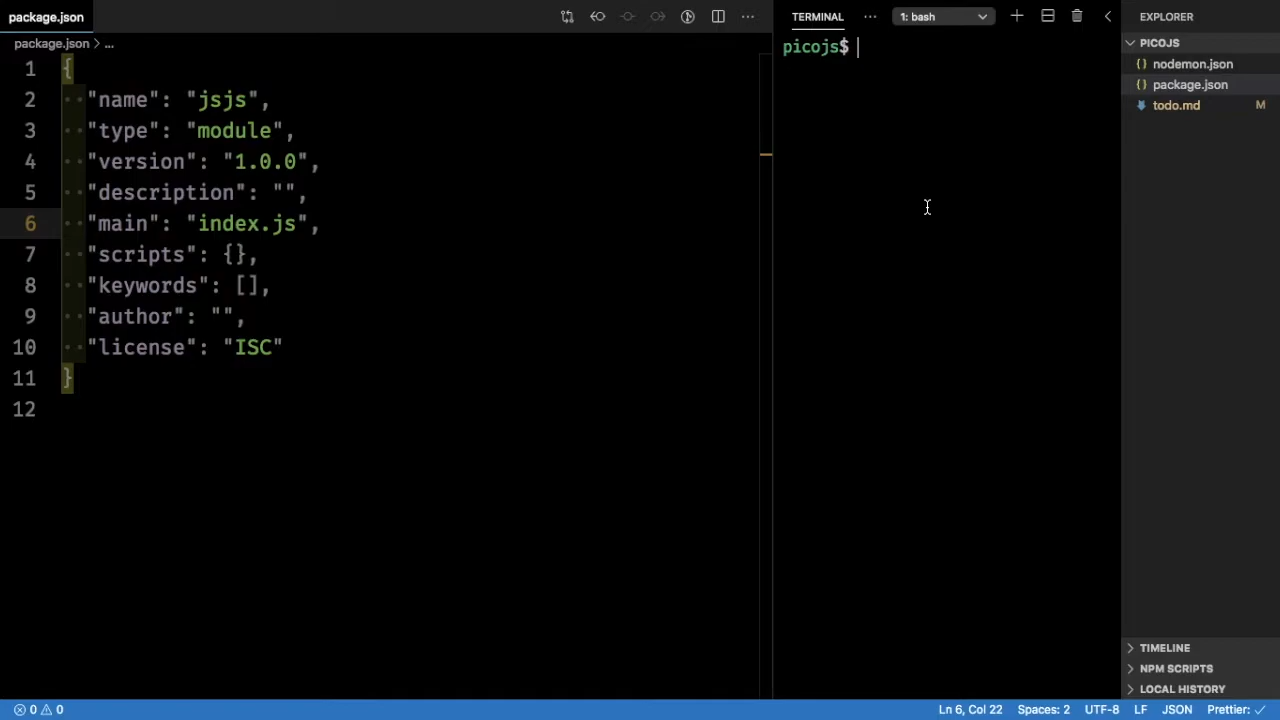 package.json
package.json > ...
1 {
2 "name": "jsjs",
3 "type": "module",
4 "version": "1.0.0",
5 "description": "",
6 "main": "index.js",
7 "scripts": {},
8 "keywords": [],
9 "author": "",
10 "license": "ISC"
11 }
12
TERMINAL ... 1: bash
picojs$
EXPLORER
PICOJS
{} nodemon.json
{} package.json
todo.md M
TIMELINE
NPM SCRIPTS
LOCAL HISTORY
0 0 Ln 6, Col 22 Spaces: 2 UTF-8 LF JSON Prettier: ✓